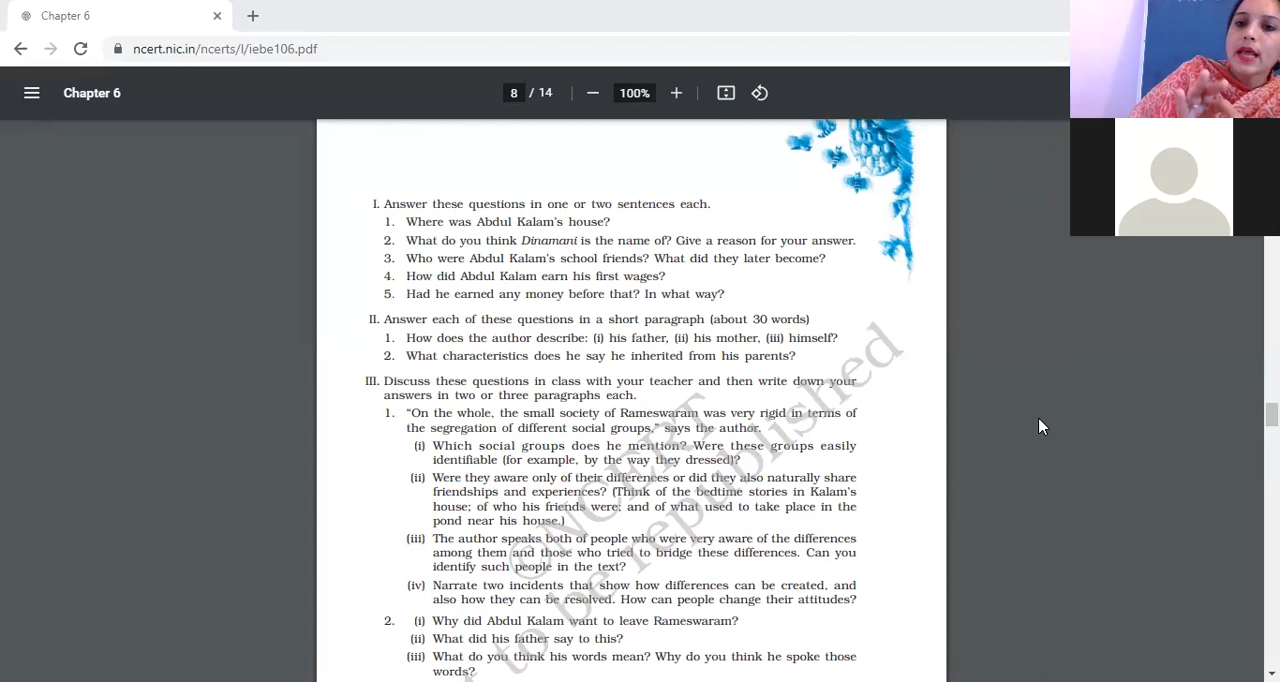 Chapter 6
ncert.nic.in/ncerts/l/iebe106.pdf
Chapter 6
8 / 14
100%
I. Answer these questions in one or two sentences each.
1. Where was Abdul Kalam's house?
2. What do you think Dinamani is the name of? Give a reason for your answer.
3. Who were Abdul Kalam's school friends? What did they later become?
4. How did Abdul Kalam earn his first wages?
5. Had he earned any money before that? In what way?
II. Answer each of these questions in a short paragraph (about 30 words)
1. How does the author describe: (i) his father, (ii) his mother, (iii) himself?
2. What characteristics does he say he inherited from his parents?
III. Discuss these questions in class with your teacher and then write down your
answers in two or three paragraphs each.
1. “On the whole, the small society of Rameswaram was very rigid in terms of
the segregation of different social groups,” says the author.
(i) Which social groups does he mention? Were these groups easily
identifiable (for example, by the way they dressed)?
(ii) Were they aware only of their differences or did they also naturally share
friendships and experiences? (Think of the bedtime stories in Kalam's
house; of who his friends were; and of what used to take place in the
pond near his house.)
(iii) The author speaks both of people who were very aware of the differences
among them and those who tried to bridge these differences. Can you
identify such people in the text?
(iv) Narrate two incidents that show how differences can be created, and
also how they can be resolved. How can people change their attitudes?
2. (i) Why did Abdul Kalam want to leave Rameswaram?
(ii) What did his father say to this?
(iii) What do you think his words mean? Why do you think he spoke those
words?
©NCERT
to be republished